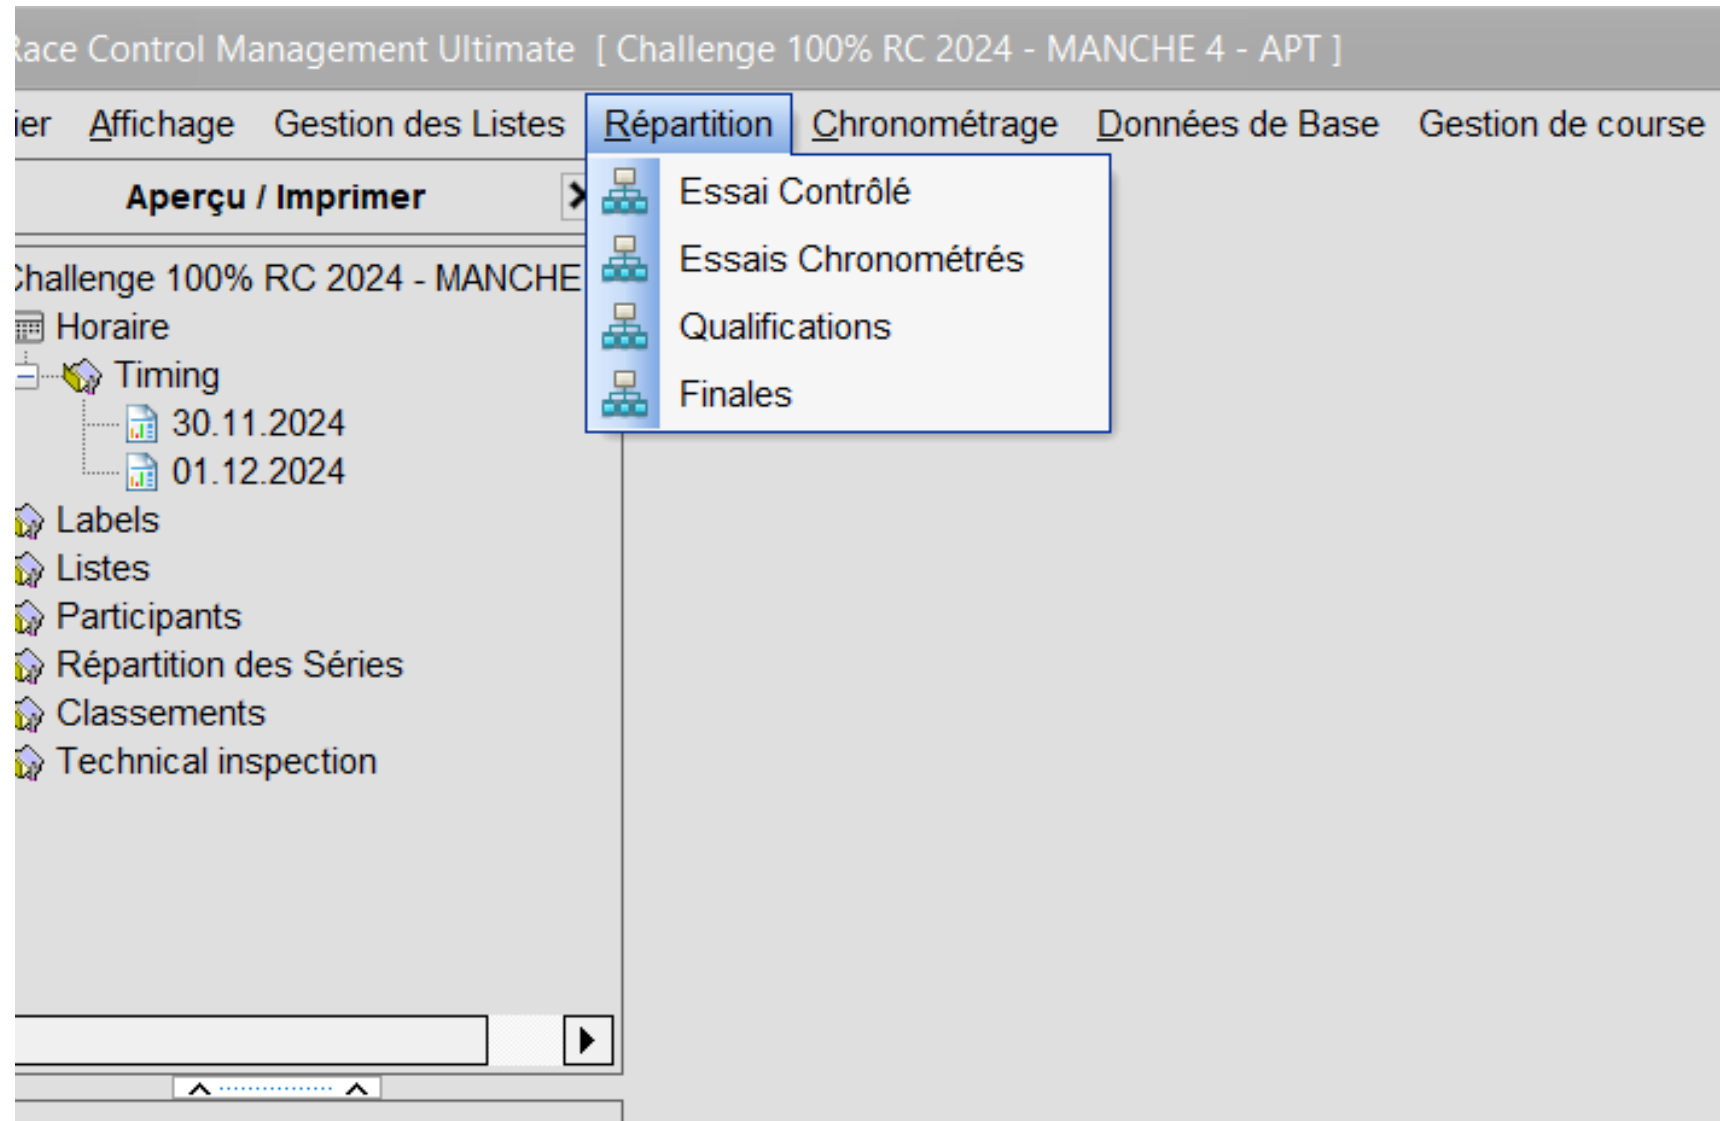 Race Control Management Ultimate [ Challenge 100% RC 2024 - MANCHE 4 - APT ]
ier Affichage Gestion des Listes Répartition Chronométrage Données de Base Gestion de course
Aperçu / Imprimer
Essai Contrôlé
Essais Chronométrés
Qualifications
Finales
Challenge 100% RC 2024 - MANCHE
Horaire
Timing
30.11.2024
01.12.2024
Labels
Listes
Participants
Répartition des Séries
Classements
Technical inspection